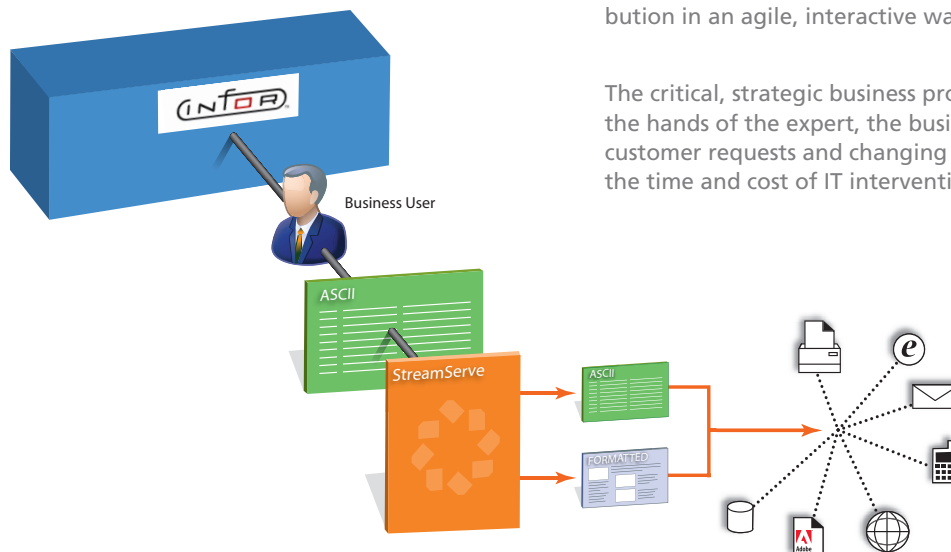 bution in an agile, interactive wa
The critical, strategic business pro
the hands of the expert, the busi
customer requests and changing
the time and cost of IT interventi
infor
Business User
ASCII
StreamServe
ASCII
FORMATTED
e
Adobe